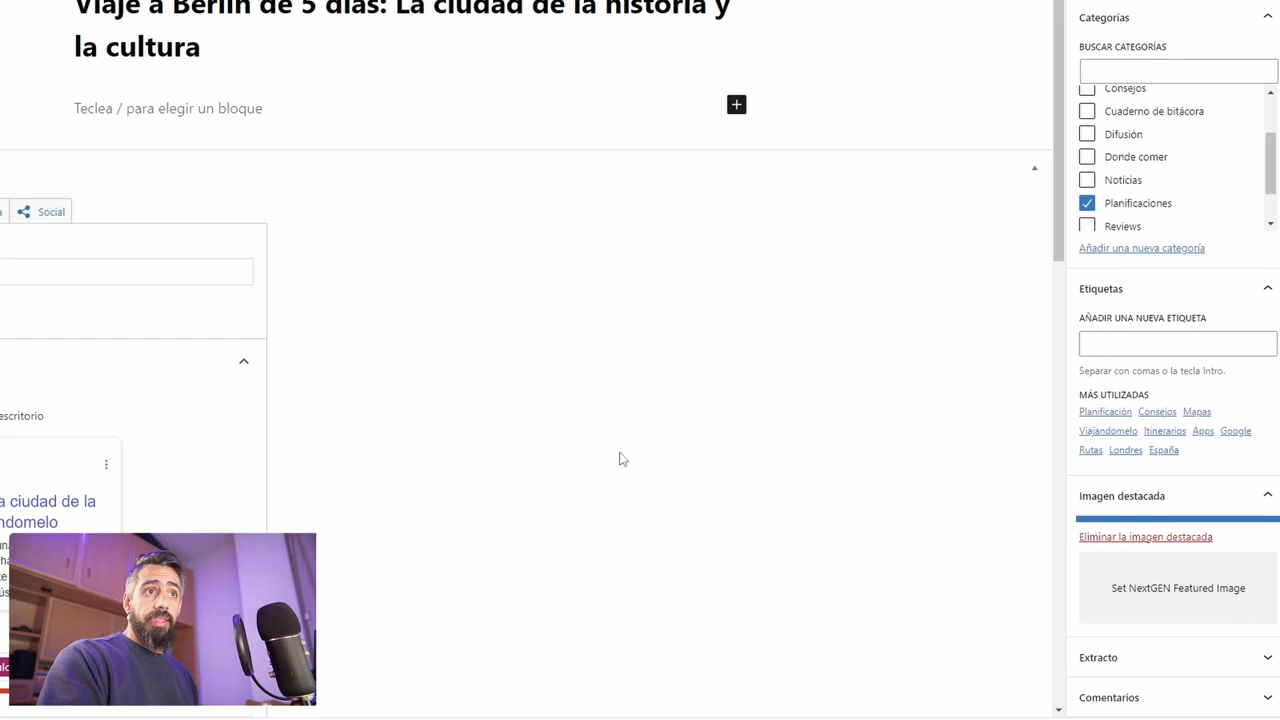 Viaje a Berlín de 5 días: La ciudad de la historia y
la cultura
Teclea / para elegir un bloque
a
Social
escritorio
a ciudad de la
ndomelo
Categorías
BUSCAR CATEGORÍAS
Consejos
Cuaderno de bitácora
Difusión
Donde comer
Noticias
Planificaciones
Reviews
Añadir una nueva categoría
Etiquetas
AÑADIR UNA NUEVA ETIQUETA
Separar con comas o la tecla Intro.
MÁS UTILIZADAS
Planificación Consejos Mapas
Viajandomelo Itinerarios Apps Google
Rutas Londres España
Imagen destacada
Eliminar la imagen destacada
Set NextGEN Featured Image
Extracto
Comentarios